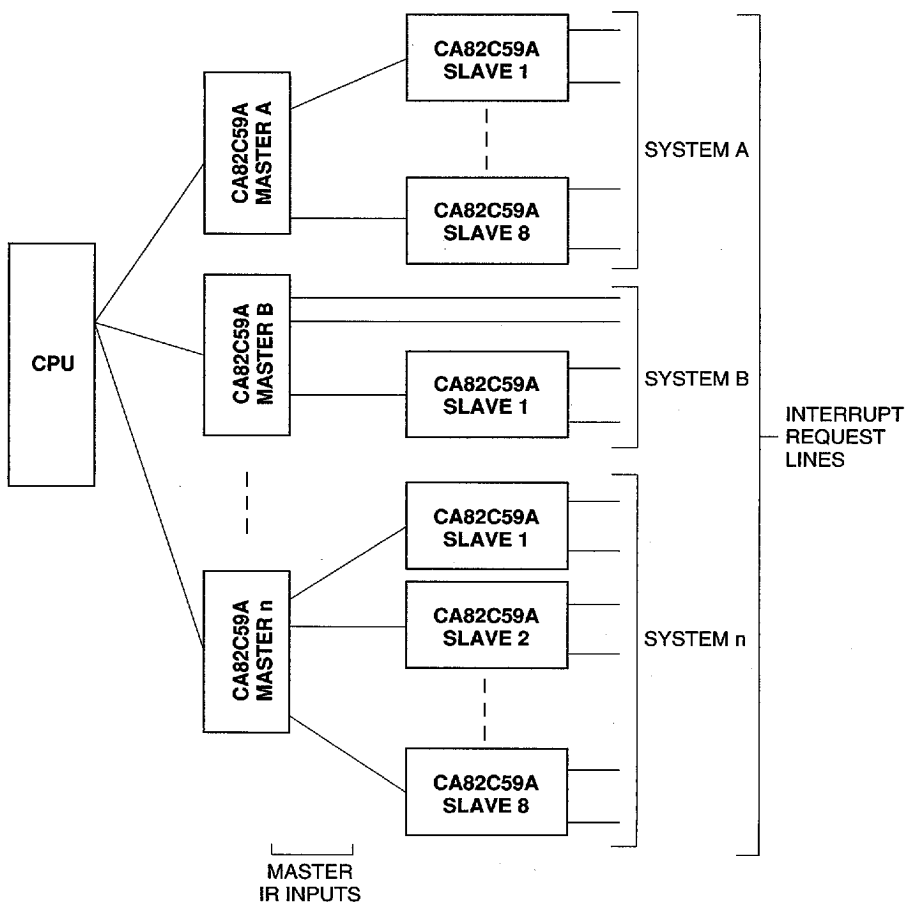 CA82C59A
SLAVE 1
CA82C59A
MASTER A
SYSTEM A
CA82C59A
SLAVE 8
CPU
CA82C59A
MASTER B
CA82C59A
SLAVE 1
SYSTEM B
INTERRUPT
REQUEST
LINES
CA82C59A
SLAVE 1
CA82C59A
MASTER n
CA82C59A
SLAVE 2
SYSTEM n
CA82C59A
SLAVE 8
MASTER
IR INPUTS